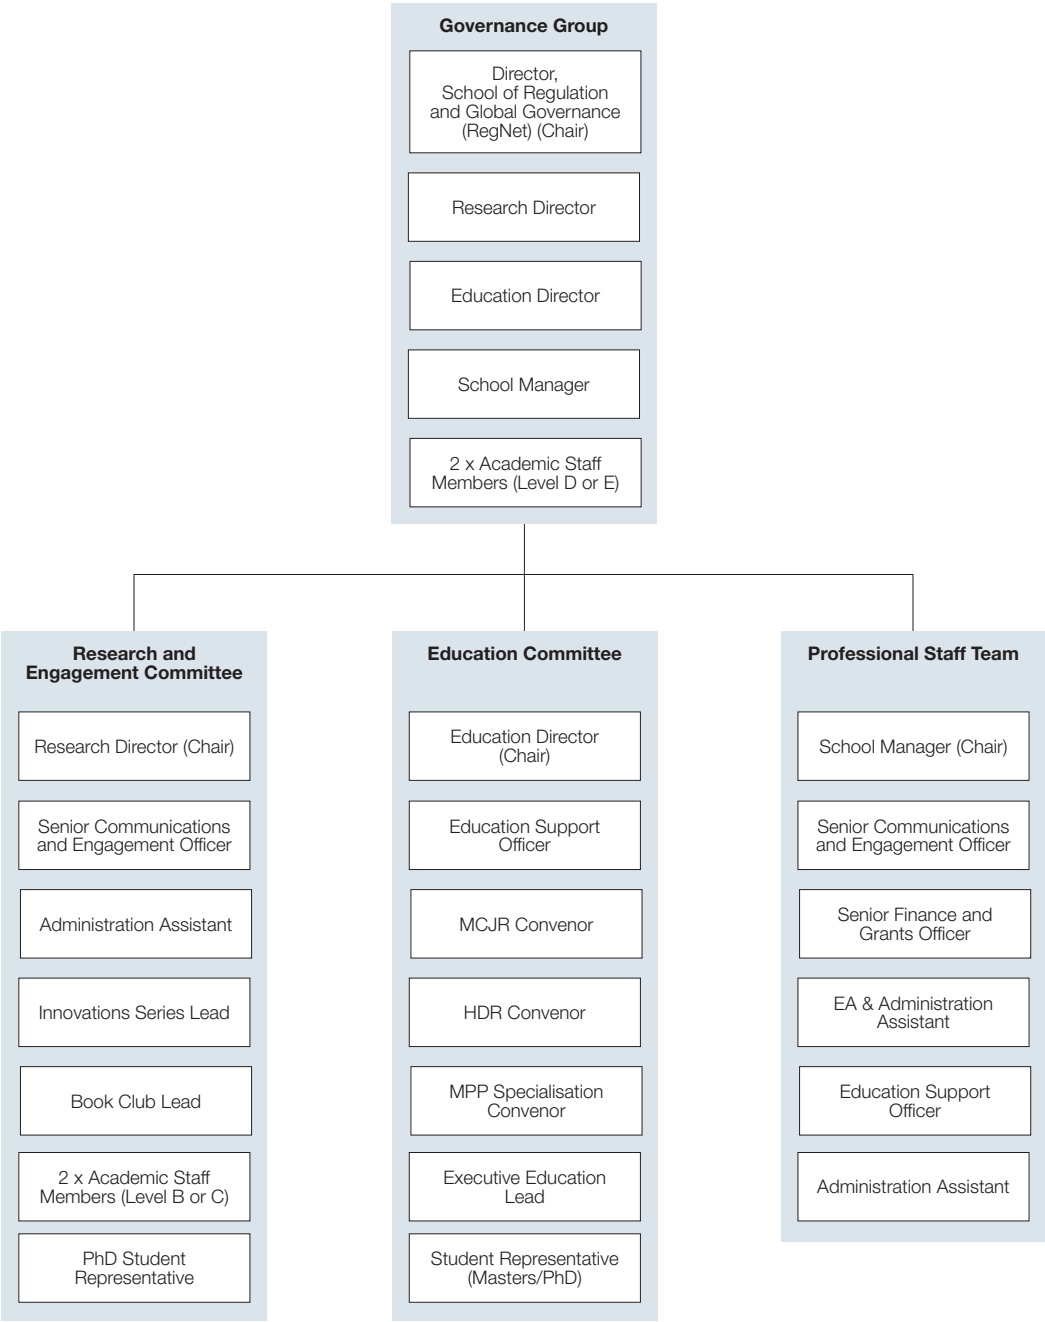 Governance Group
Director,
School of Regulation
and Global Governance
(RegNet) (Chair)
Research Director
Education Director
School Manager
2 x Academic Staff
Members (Level D or E)
Research and
Engagement Committee
Research Director (Chair)
Senior Communications
and Engagement Officer
Administration Assistant
Innovations Series Lead
Book Club Lead
2 x Academic Staff
Members (Level B or C)
PhD Student
Representative
Education Committee
Education Director
(Chair)
Education Support
Officer
MCJR Convenor
HDR Convenor
MPP Specialisation
Convenor
Executive Education
Lead
Student Representative
(Masters/PhD)
Professional Staff Team
School Manager (Chair)
Senior Communications
and Engagement Officer
Senior Finance and
Grants Officer
EA & Administration
Assistant
Education Support
Officer
Administration Assistant